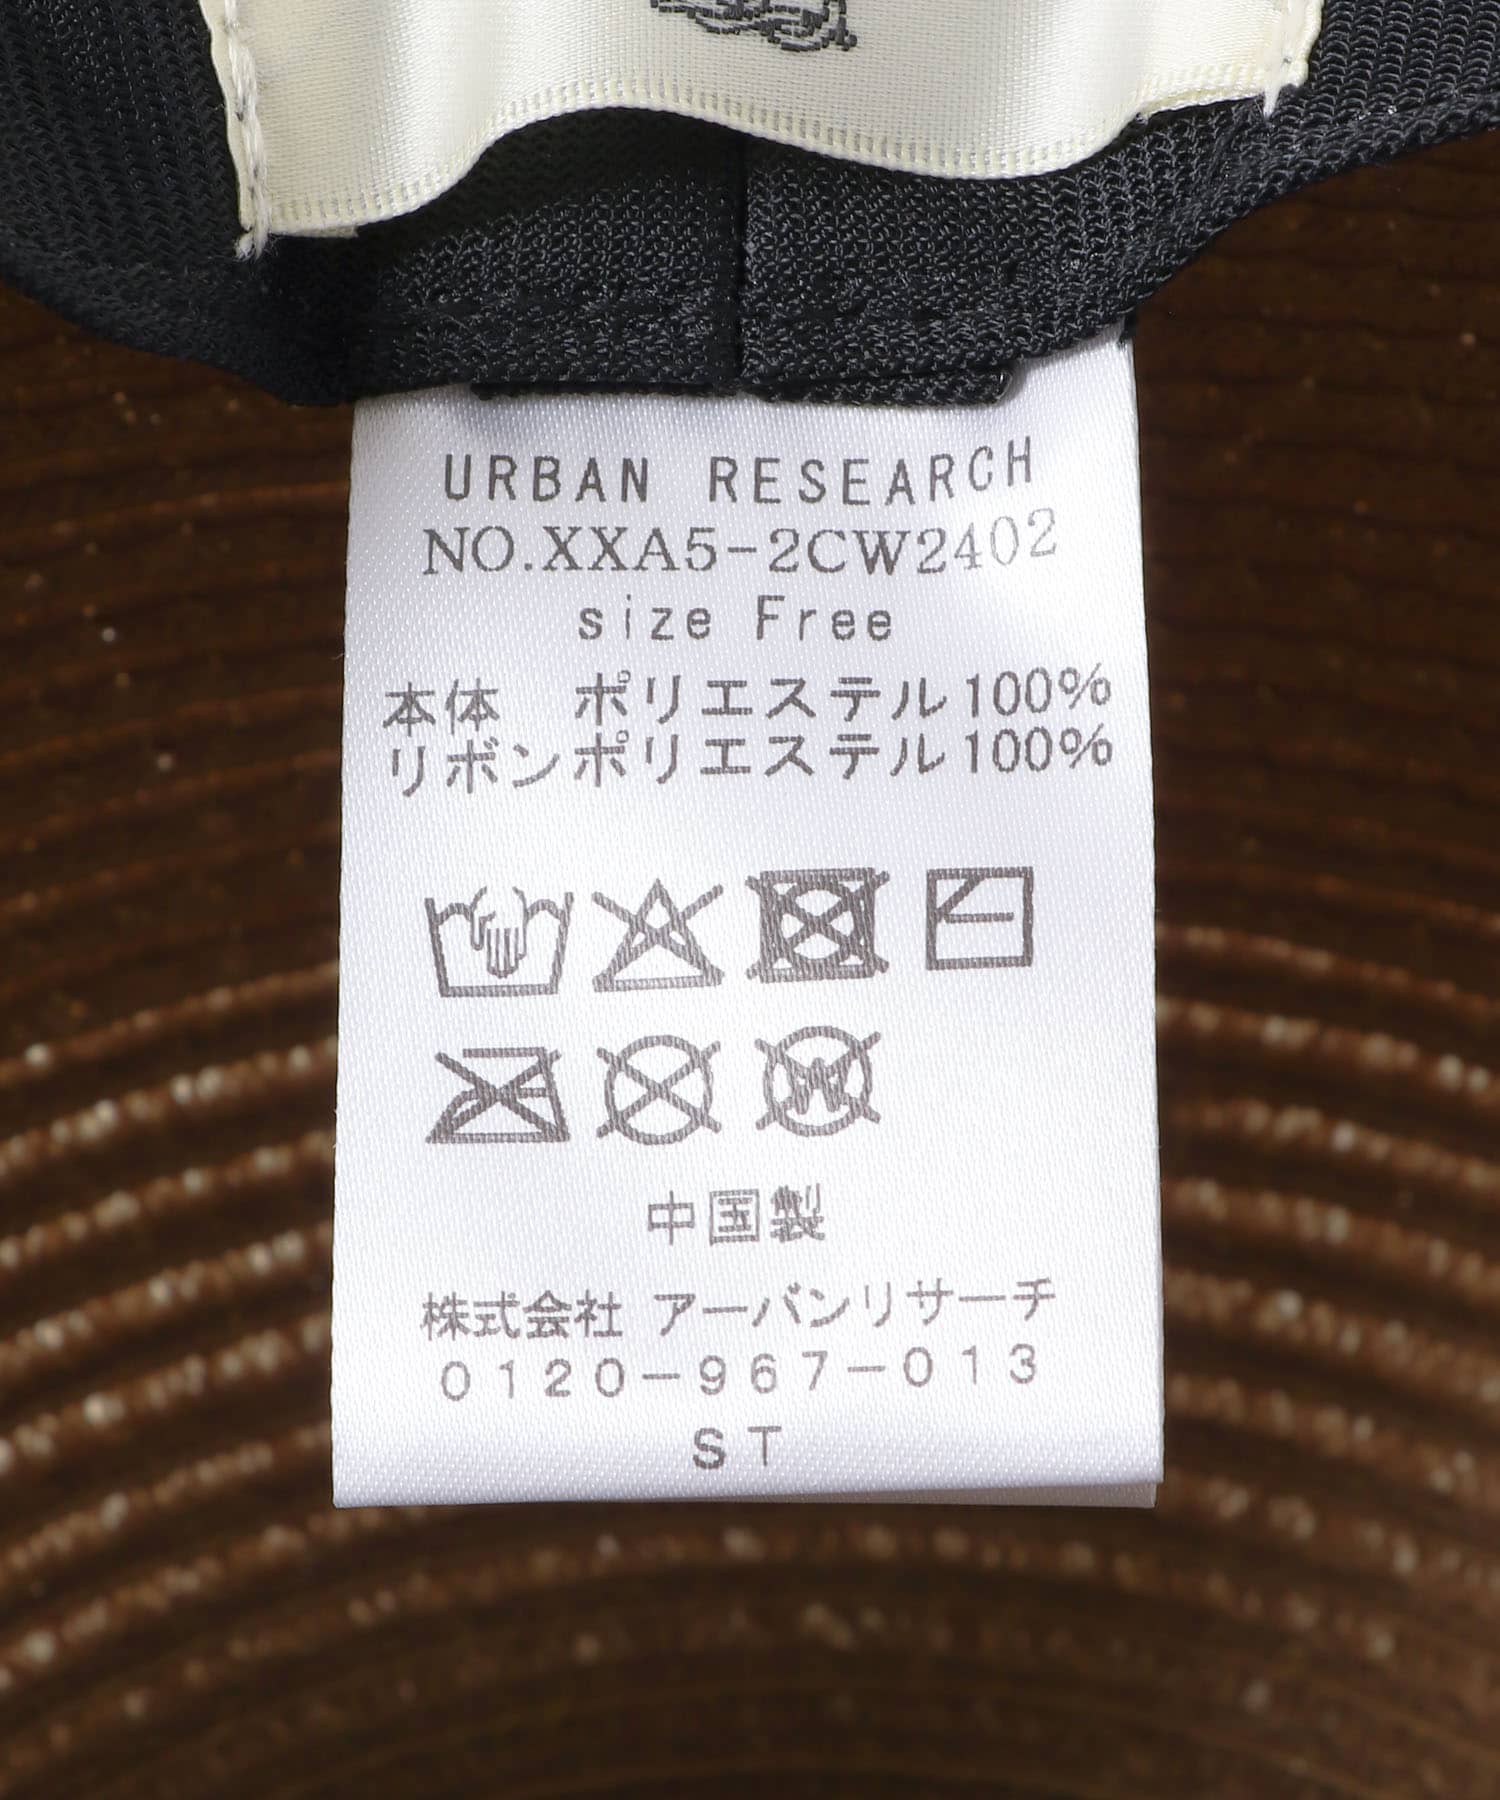 URBAN RESEARCH
NO.XXA5-2CW2402
size Free
本体 ポリエステル100%
リボンポリエステル100%
W
中国製
株式会社 アーバンリサーチ
0120-967-013
ST